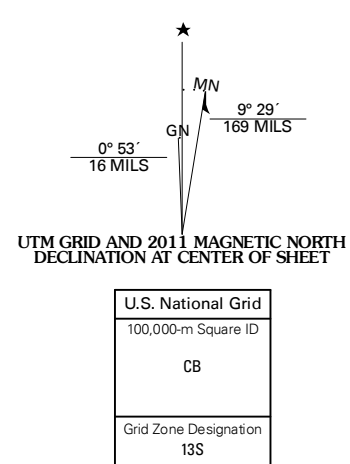 MN
9° 29´
169 MILS
GN
0° 53´
16 MILS
UTM GRID AND 2011 MAGNETIC NORTH
DECLINATION AT CENTER OF SHEET
U.S. National Grid
100,000-m Square ID
CB
Grid Zone Designation
13S